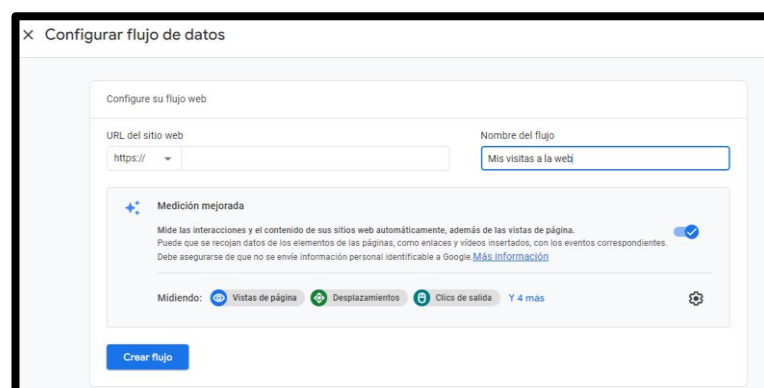 × Configurar flujo de datos
Configure su flujo web
URL del sitio web
Nombre del flujo
https://
Mis visitas a la web
Medición mejorada
Mide las interacciones y el contenido de sus sitios web automáticamente, además de las vistas de página.
Puede que se recojan datos de los elementos de las páginas, como enlaces y vídeos insertados, con los eventos correspondientes.
Debe asegurarse de que no se envíe información personal identificable a Google. Más información
Midiendo: Vistas de página Desplazamientos Clics de salida Y 4 más
Crear flujo